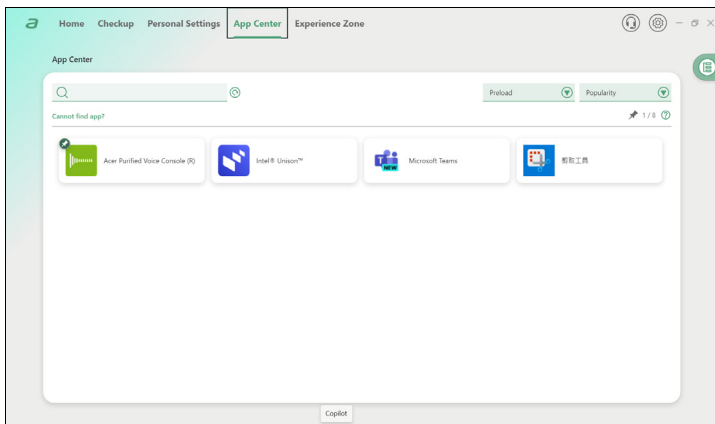 a Home Checkup Personal Settings App Center Experience Zone
App Center
Preload Popularity
Cannot find app? 1 / 8
Acer Purified Voice Console (R) Intel® Unison™ Microsoft Teams 剪取工具
NEW
Copilot